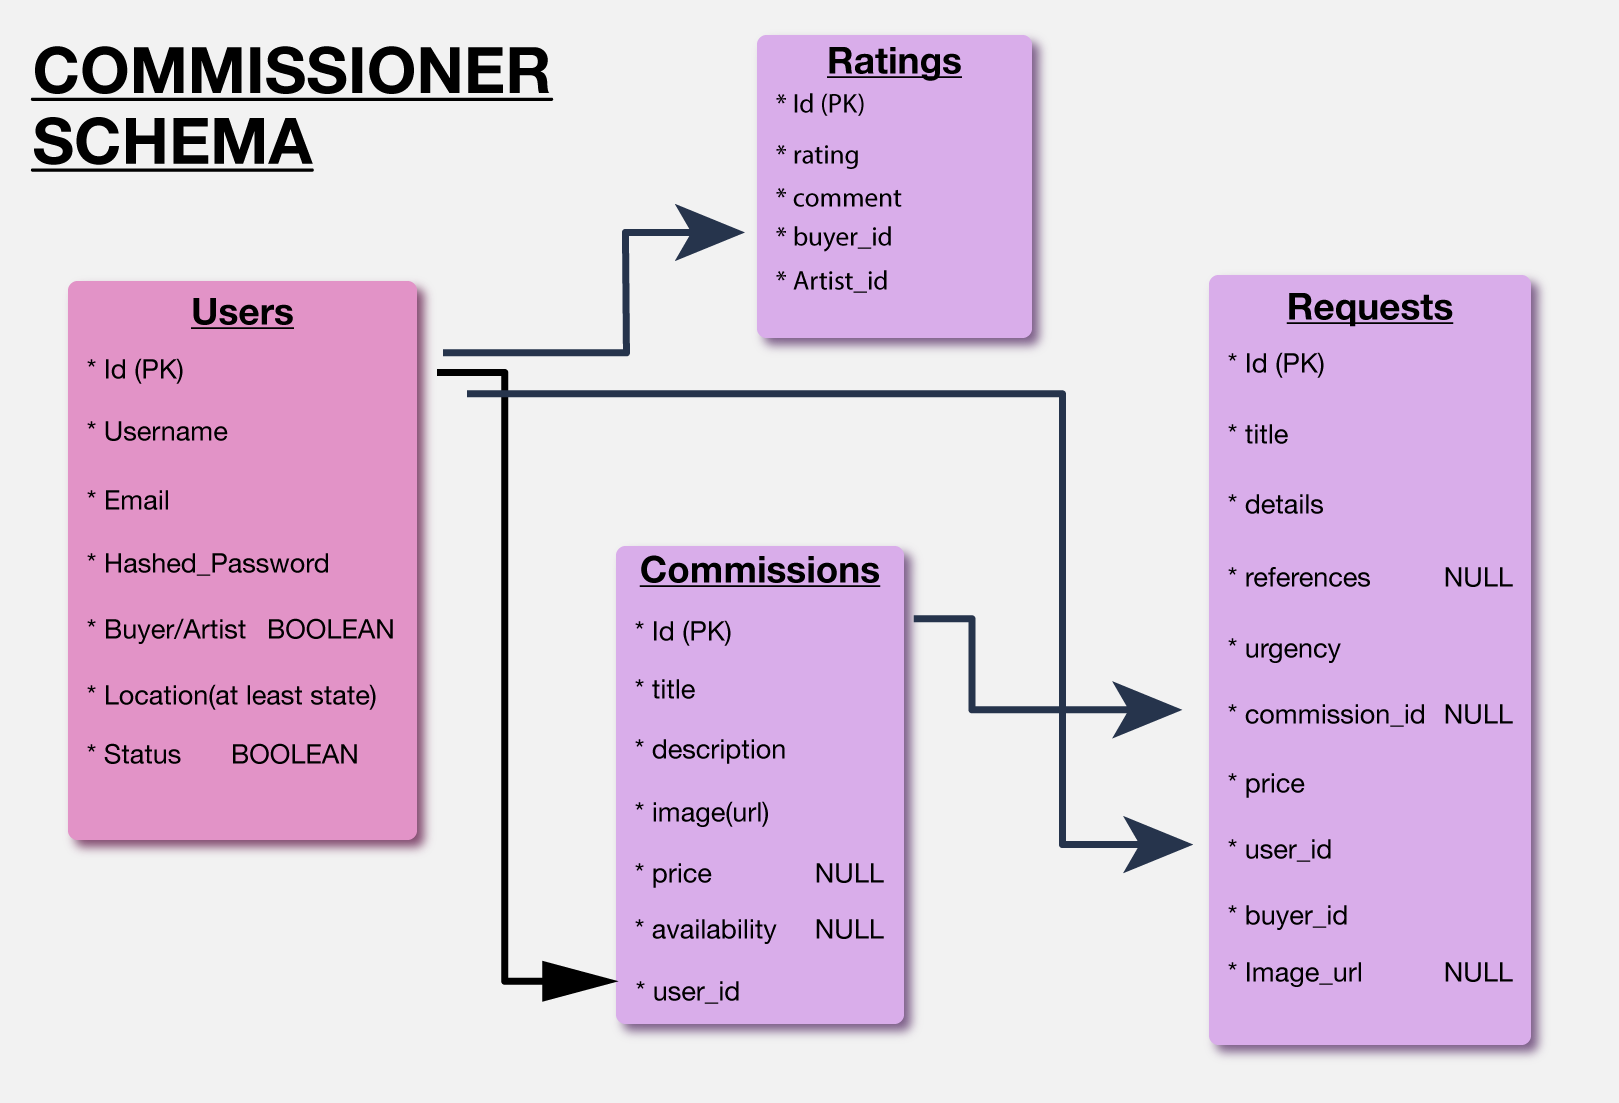 COMMISSIONER
SCHEMA
Ratings
* Id (PK)
* rating
* comment
* buyer_id
* Artist_id
Users
* Id (PK)
* Username
* Email
* Hashed_Password
* Buyer/Artist BOOLEAN
* Location(at least state)
* Status BOOLEAN
Commissions
* Id (PK)
* title
* description
* image(url)
* price NULL
* availability NULL
* user_id
Requests
* Id (PK)
* title
* details
* references NULL
* urgency
* commission_id NULL
* price
* user_id
* buyer_id
* Image_url NULL